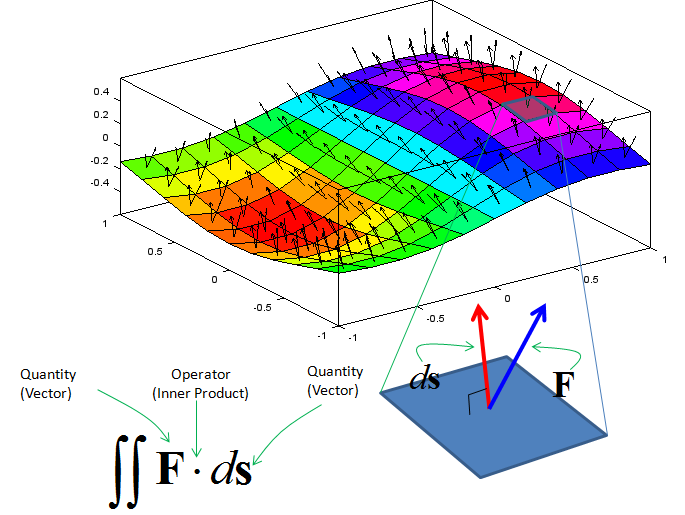 0.4
0.2
0
-0.2
-0.4
1
0.5
0
-0.5
-1
-1
-0.5
0
0.5
1
ds
F
Quantity
(Vector)
Operator
(Inner Product)
Quantity
(Vector)
∬ F · ds